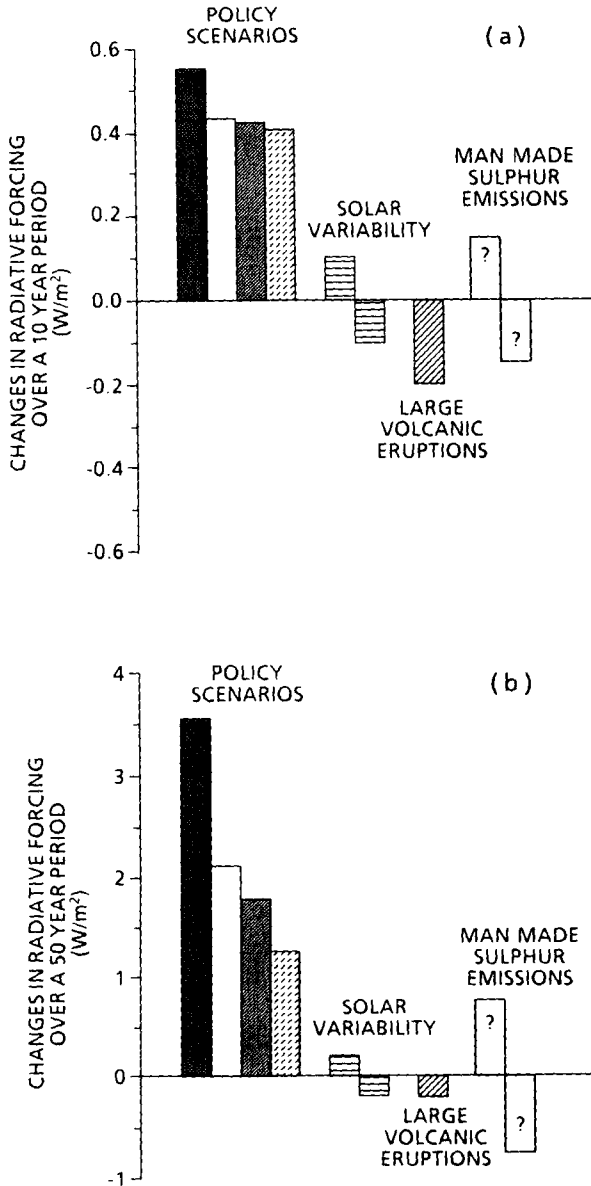 POLICY
SCENARIOS
(a)
CHANGES IN RADIATIVE FORCING
OVER A 10 YEAR PERIOD
(W/m²)
0.6
0.4
0.2
0.0
-0.2
-0.4
-0.6
SOLAR
VARIABILITY
LARGE
VOLCANIC
ERUPTIONS
MAN MADE
SULPHUR
EMISSIONS
?
?
POLICY
SCENARIOS
(b)
CHANGES IN RADIATIVE FORCING
OVER A 50 YEAR PERIOD
(W/m²)
4
3
2
1
0
-1
SOLAR
VARIABILITY
LARGE
VOLCANIC
ERUPTIONS
MAN MADE
SULPHUR
EMISSIONS
?
?